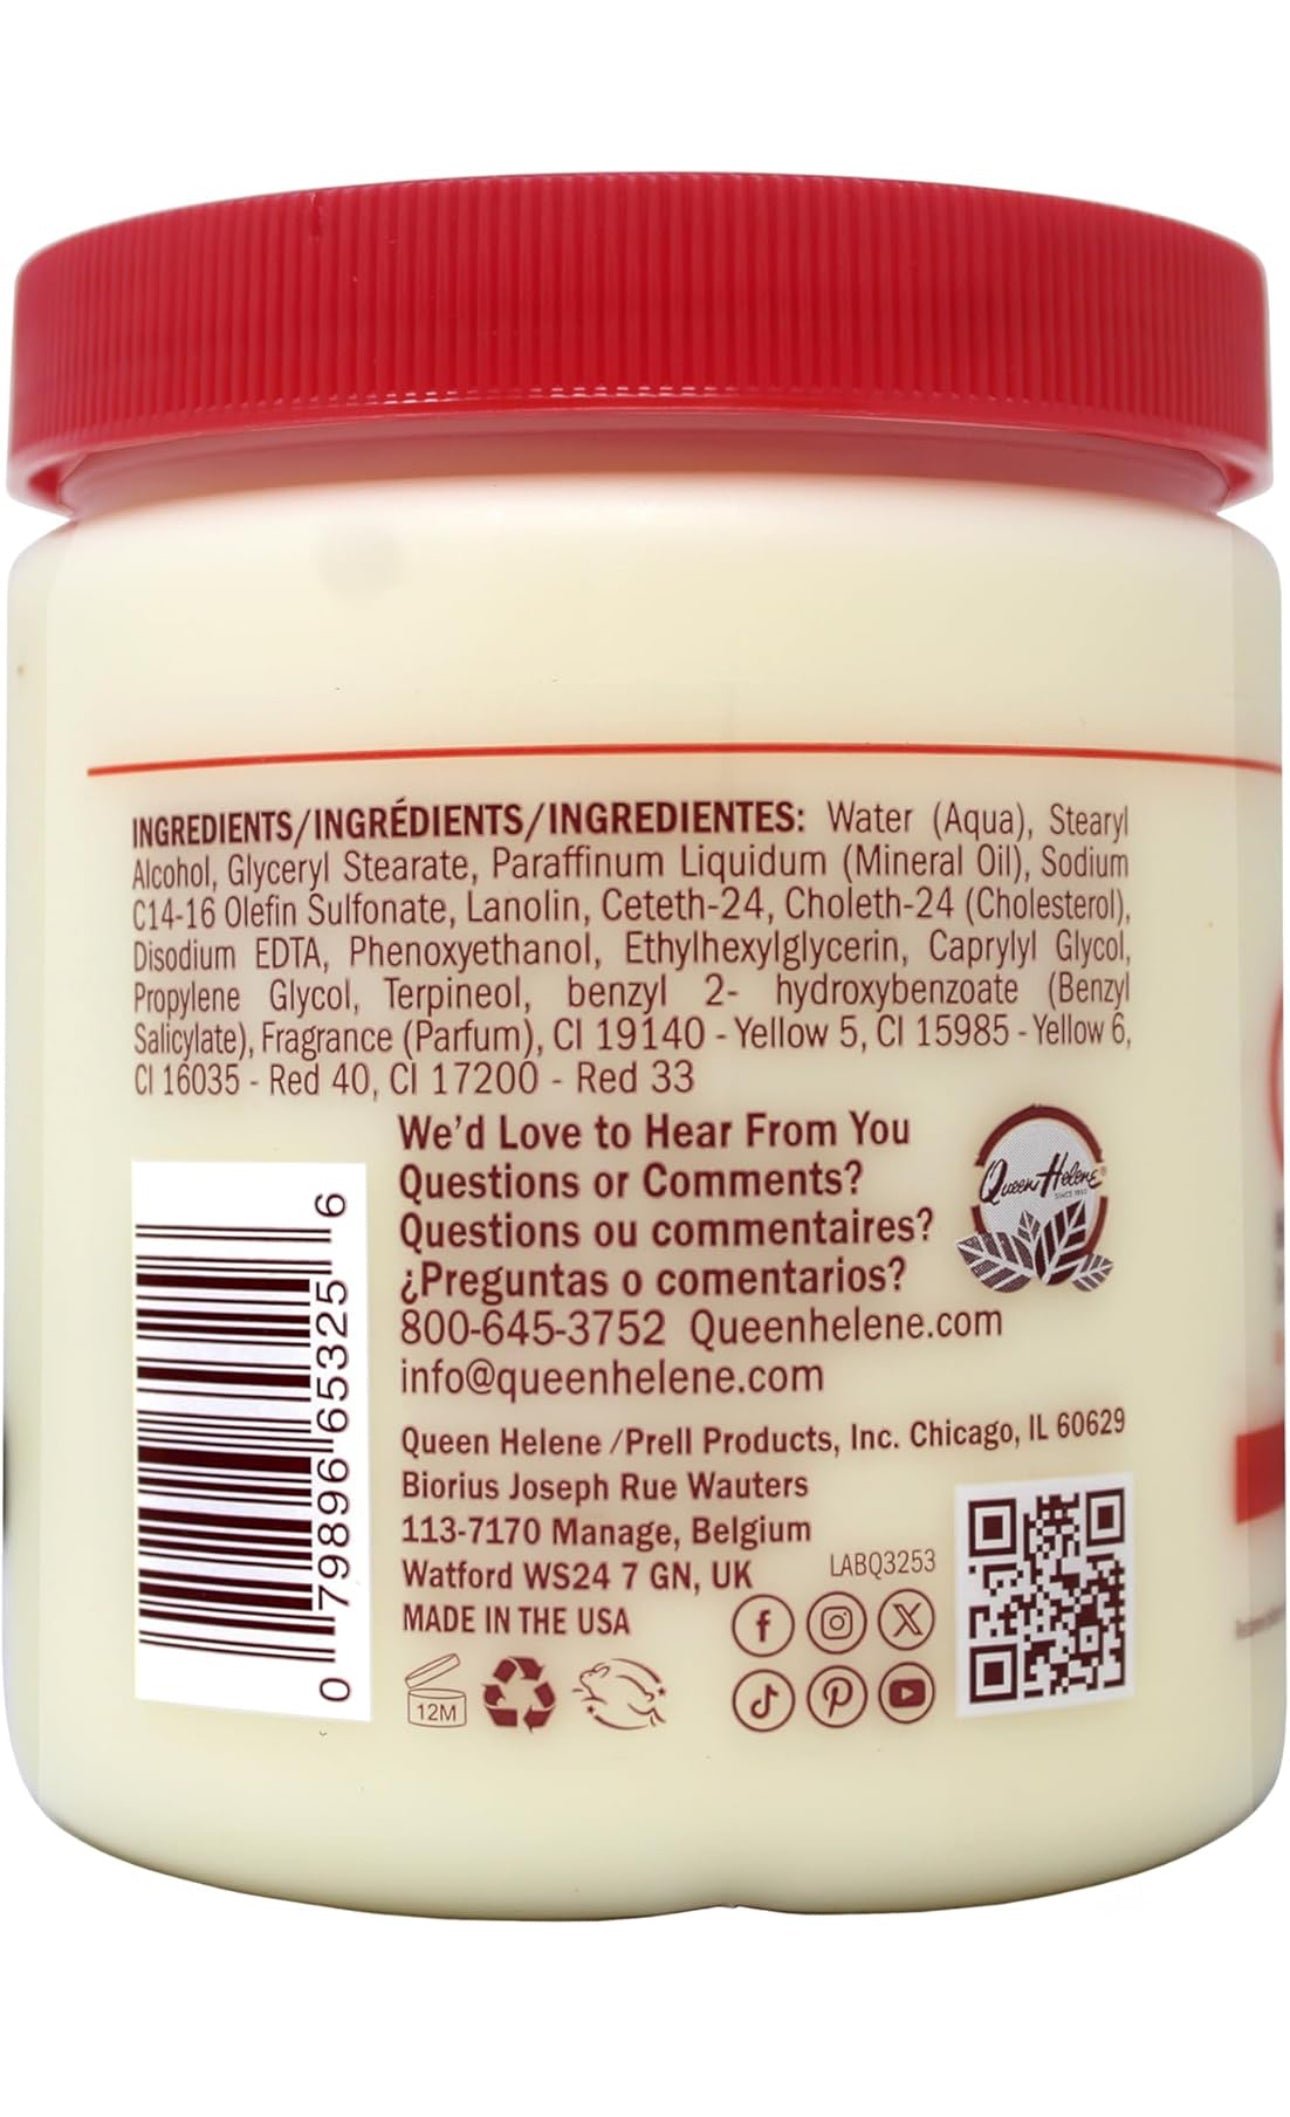 INGREDIENTS/INGRÉDIENTS/INGREDIENTES: Water (Aqua), Stearyl
Alcohol, Glyceryl Stearate, Paraffinum Liquidum (Mineral Oil), Sodium
C14-16 Olefin Sulfonate, Lanolin, Ceteth-24, Choleth-24 (Cholesterol),
Disodium EDTA, Phenoxyethanol, Ethylhexylglycerin, Caprylyl Glycol,
Propylene Glycol, Terpineol, benzyl 2- hydroxybenzoate (Benzyl
Salicylate), Fragrance (Parfum), CI 19140 - Yellow 5, CI 15985 - Yellow 6,
CI 16035 - Red 40, CI 17200 - Red 33
We'd Love to Hear From You
Questions or Comments?
Questions ou commentaires?
¿Preguntas o comentarios?
800-645-3752 Queenhelene.com
info@queenhelene.com
Queen Helene®
Queen Helene /Prell Products, Inc. Chicago, IL 60629
Biorius Joseph Rue Wauters
113-7170 Manage, Belgium
Watford WS24 7 GN, UK
LABQ3253
MADE IN THE USA
12M
0 79896 65325 6